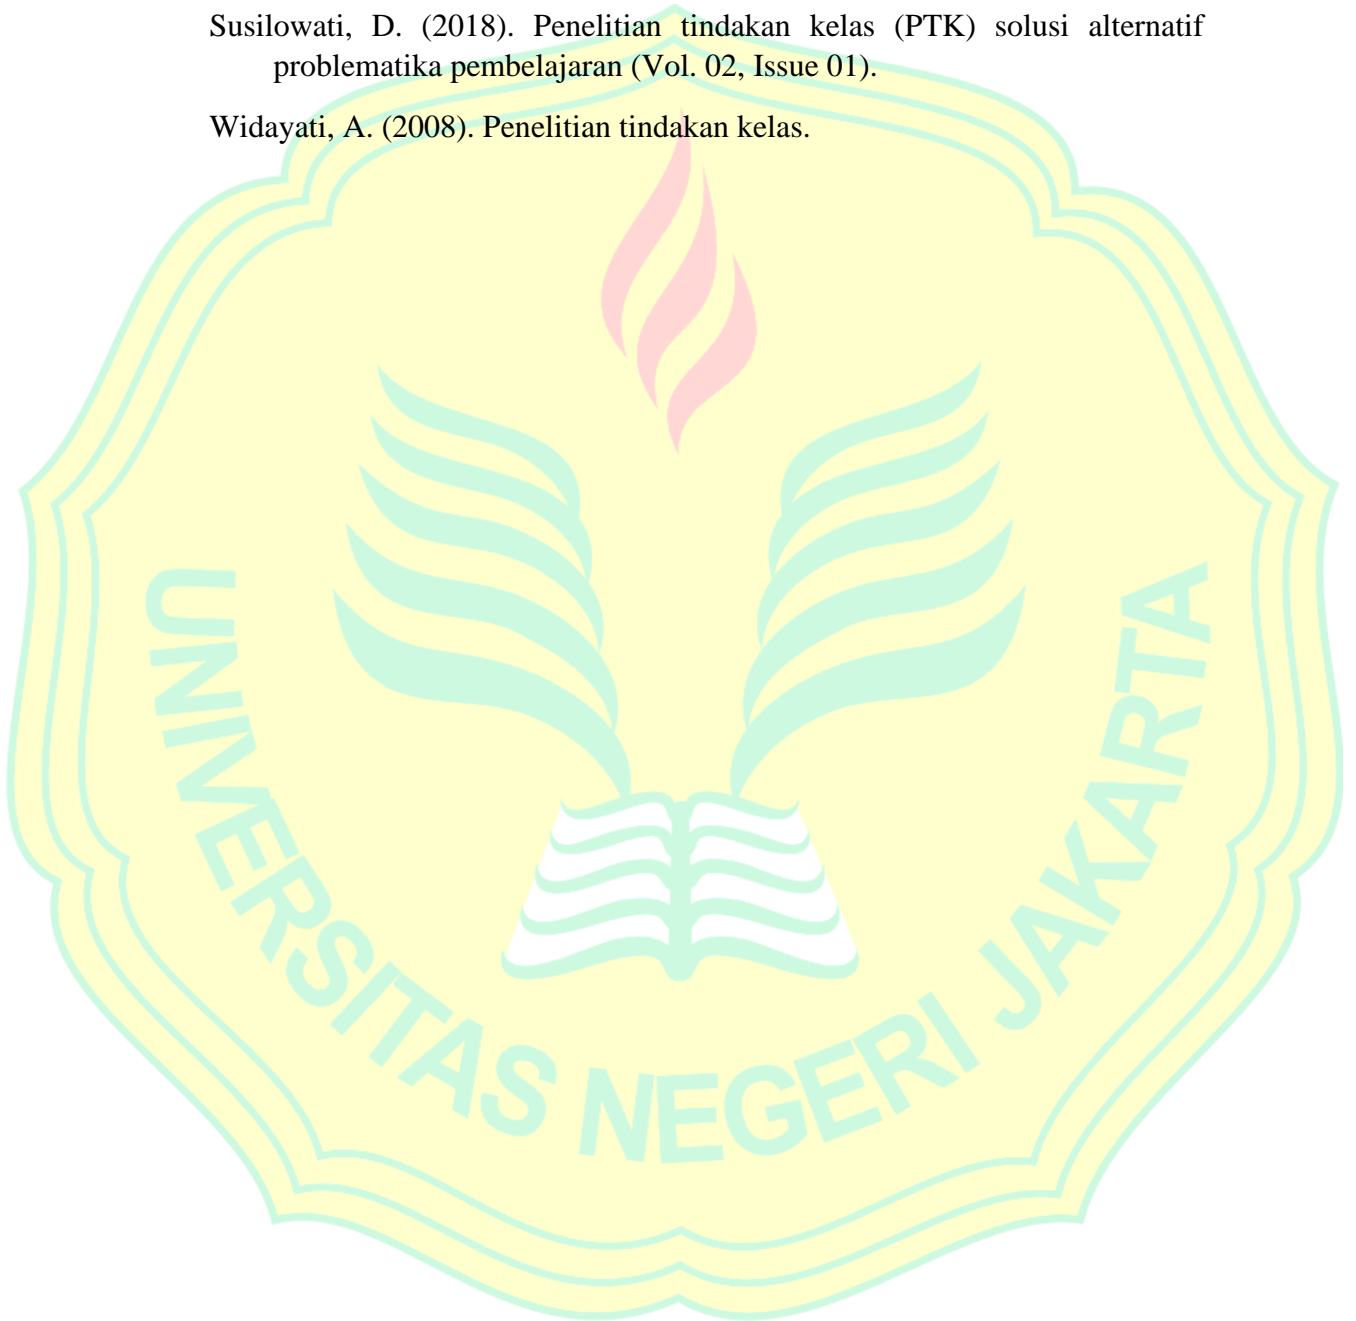 Susilowati, D. (2018). Penelitian tindakan kelas (PTK) solusi alternatif
problematika pembelajaran (Vol. 02, Issue 01).
Widayati, A. (2008). Penelitian tindakan kelas.
UNIVERSITAS NEGERI JAKARTA